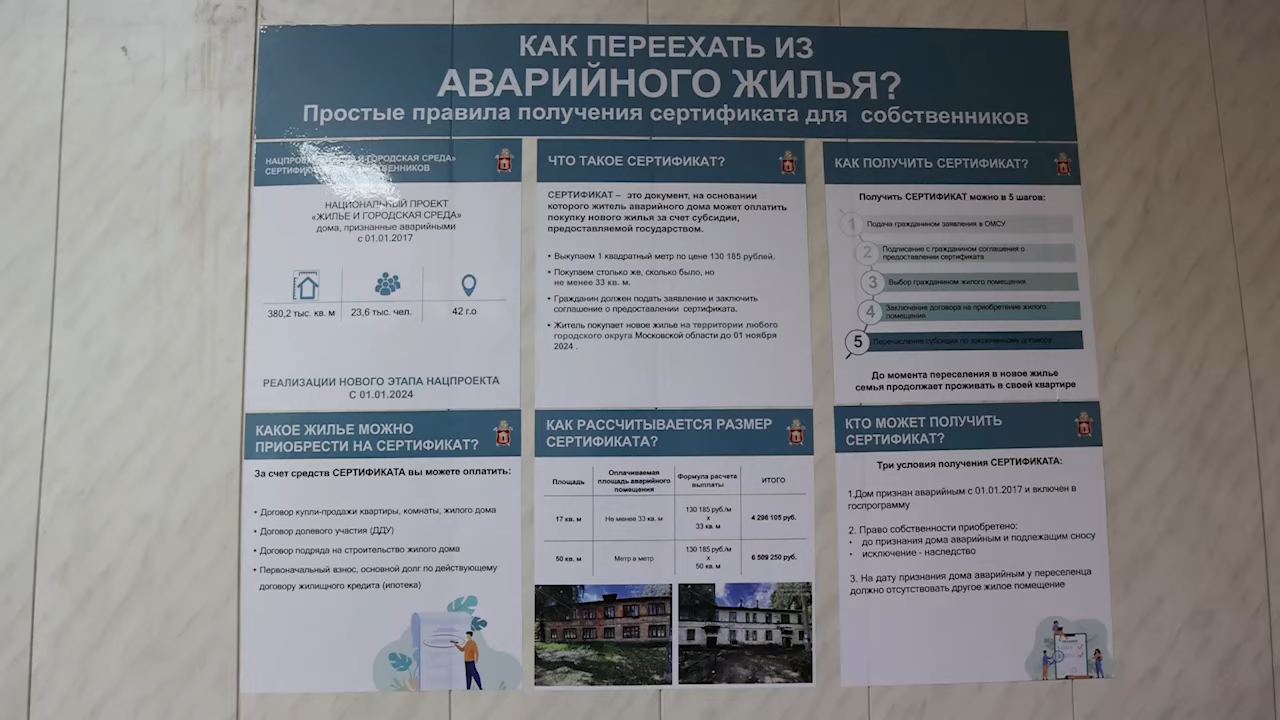 КАК ПЕРЕЕХАТЬ ИЗ
АВАРИЙНОГО ЖИЛЬЯ?
Простые правила получения сертификата для собственников
И ГОРОДСКАЯ СРЕДА»
НАЦИОНАЛЬНЫЙ ПРОЕКТ
«ЖИЛЬЕ И ГОРОДСКАЯ СРЕДА»
дома, признанные аварийными
с 01.01.2017
380,2 тыс. кв. м
23,6 тыс. чел.
42 г.о
РЕАЛИЗАЦИИ НОВОГО ЭТАПА НАЦПРОЕКТА
С 01.01.2024
ЧТО ТАКОЕ СЕРТИФИКАТ?
СЕРТИФИКАТ – это документ, на основании
которого житель аварийного дома может оплатить
покупку нового жилья за счет субсидии,
предоставляемой государством.
• Выкупаем 1 квадратный метр по цене 130 185 рублей.
• Покупаем столько же, сколько было, но
не менее 33 кв. м.
• Гражданин должен подать заявление и заключить
соглашение о предоставлении сертификата.
• Житель покупает новое жилье на территории любого
городского округа Московской области до 01 ноября
2024 .
КАК ПОЛУЧИТЬ СЕРТИФИКАТ?
Получить СЕРТИФИКАТ можно в 5 шагов:
1 Подача гражданином заявления в ОМСУ
2 Подписание с гражданином соглашения о
предоставлении сертификата
3 Выбор гражданином жилого помещения
4 Заключение договора на приобретение жилого
помещения
5 Перечисление субсидии по заключенному договору
До момента переселения в новое жилье
семья продолжает проживать в своей квартире
КАКОЕ ЖИЛЬЕ МОЖНО
ПРИОБРЕСТИ НА СЕРТИФИКАТ?
За счет средств СЕРТИФИКАТА вы можете оплатить:
• Договор купли-продажи квартиры, комнаты, жилого дома
• Договор долевого участия (ДДУ)
• Договор подряда на строительство жилого дома
• Первоначальный взнос, основной долг по действующему
договору жилищного кредита (ипотека)
КАК РАССЧИТЫВАЕТСЯ РАЗМЕР
СЕРТИФИКАТА?
Площадь
Оплачиваемая
площадь аварийного
помещения
Формула расчета
выплаты
ИТОГО
17 кв. м
Не менее 33 кв. м
130 185 руб./м
х
33 кв. м
4 296 105 руб.
50 кв. м
Метр в метр
130 185 руб./м
х
50 кв. м
6 509 250 руб.
КТО МОЖЕТ ПОЛУЧИТЬ
СЕРТИФИКАТ?
Три условия получения СЕРТИФИКАТА:
1.Дом признан аварийным с 01.01.2017 и включен в
госпрограмму
2. Право собственности приобретено:
• до признания дома аварийным и подлежащим сносу
• исключение - наследство
3. На дату признания дома аварийным у переселенца
должно отсутствовать другое жилое помещение